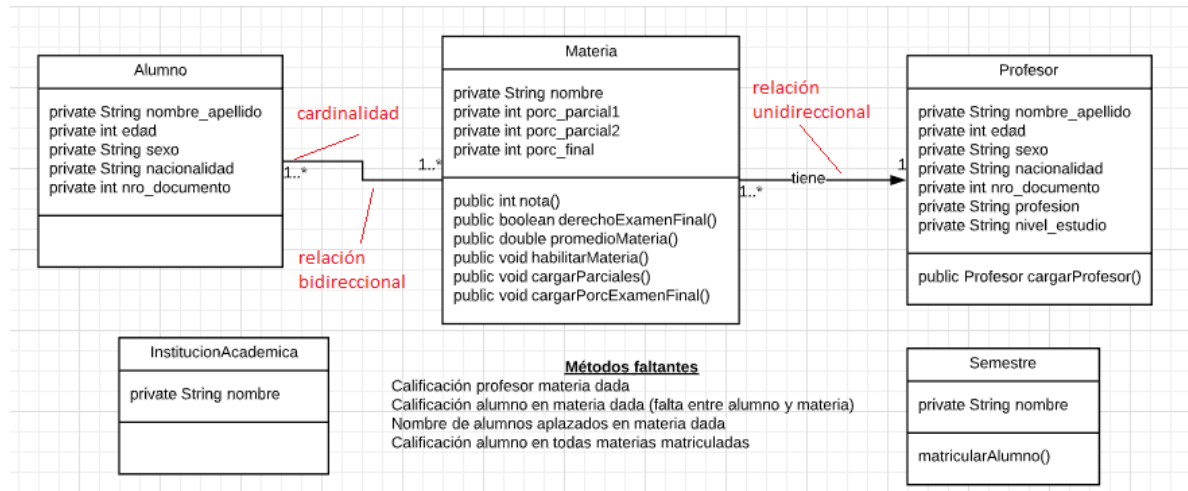 Alumno
private String nombre_apellido
private int edad
private String sexo
private String nacionalidad
private int nro_documento
cardinalidad
1..*
1..*
relación
bidireccional
Materia
private String nombre
private int porc_parcial1
private int porc_parcial2
private int porc_final
public int nota()
public boolean derechoExamenFinal()
public double promedioMateria()
public void habilitarMateria()
public void cargarParciales()
public void cargarPorcExamenFinal()
relación
unidireccional
1..*
tiene
1
Profesor
private String nombre_apellido
private int edad
private String sexo
private String nacionalidad
private int nro_documento
private String profesion
private String nivel_estudio
public Profesor cargarProfesor()
InstitucionAcademica
private String nombre
Métodos faltantes
Calificación profesor materia dada
Calificación alumno en materia dada (falta entre alumno y materia)
Nombre de alumnos aplazados en materia dada
Calificación alumno en todas materias matriculadas
Semestre
private String nombre
matricularAlumno()